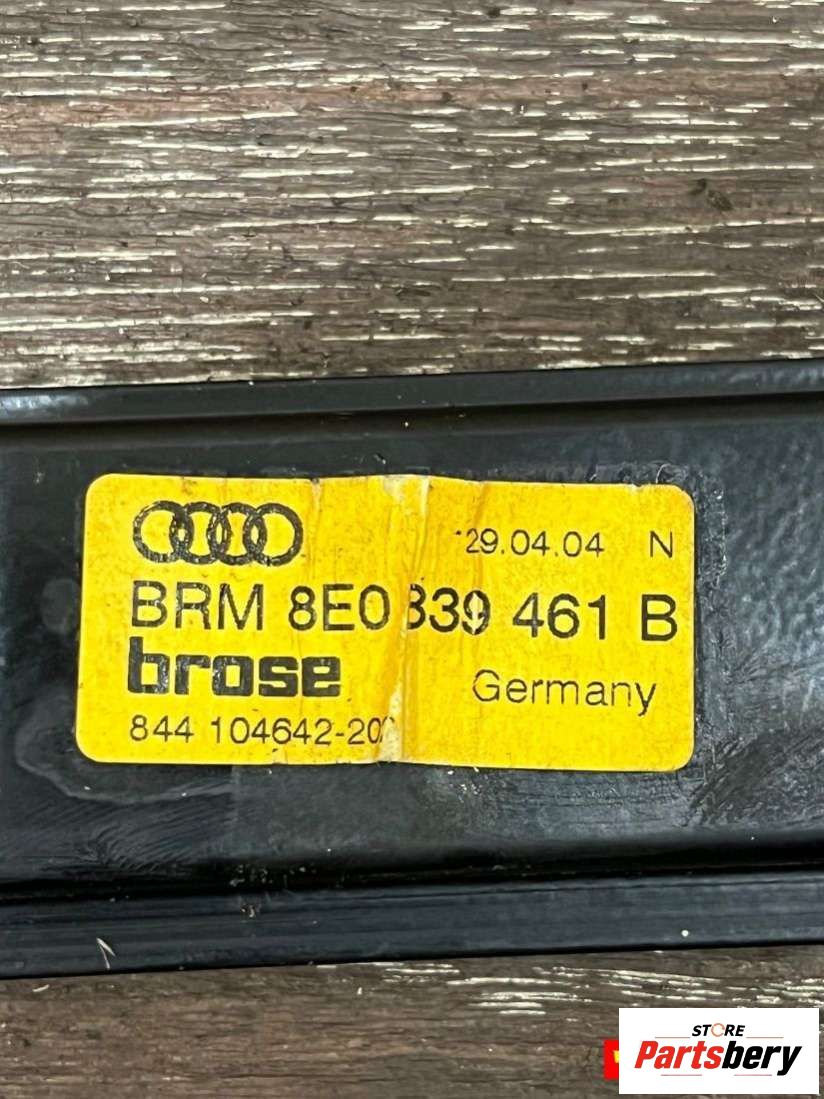 29.04.04 N
BRM 8E0 839 461 B
brose
Germany
844 104642-20
STORE
Partsbery